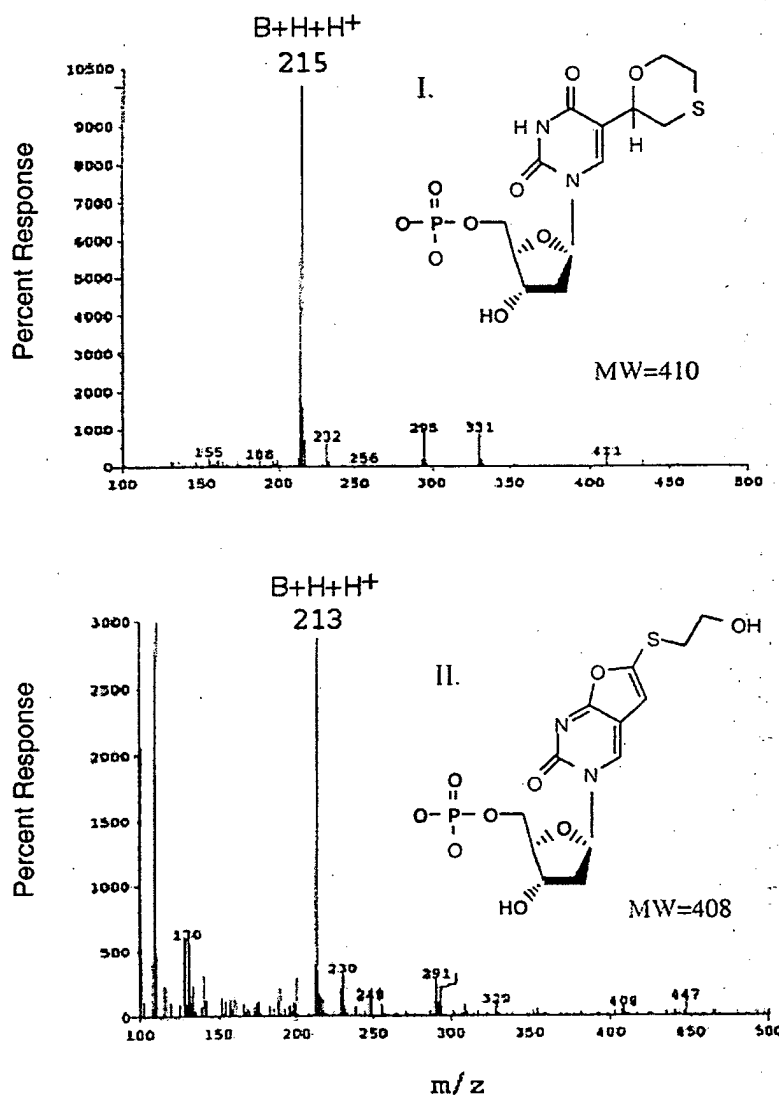 B+H+H+
215
I.
10500
9000
8000
7000
6000
5000
4000
3000
2000
1000
0
Percent Response
155
232
256
295
331
100
150
200
250
300
350
400
450
500
O
O
S
H
N
H
O
N
O
O
P
O
O
O
HO
MW=410
B+H+H+
213
II.
3000
2500
2000
1500
1000
500
0
Percent Response
130
230
248
291
329
447
100
150
200
250
300
350
400
450
500
S
OH
O
N
O
N
O
O
P
O
O
O
HO
MW=408
m/z